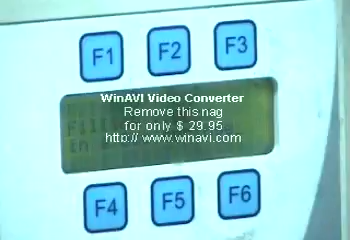 F1 F2 F3
WinAVI Video Converter
Remove this nag
for only $ 29.95
http:// www.winavi.com
F4 F5 F6